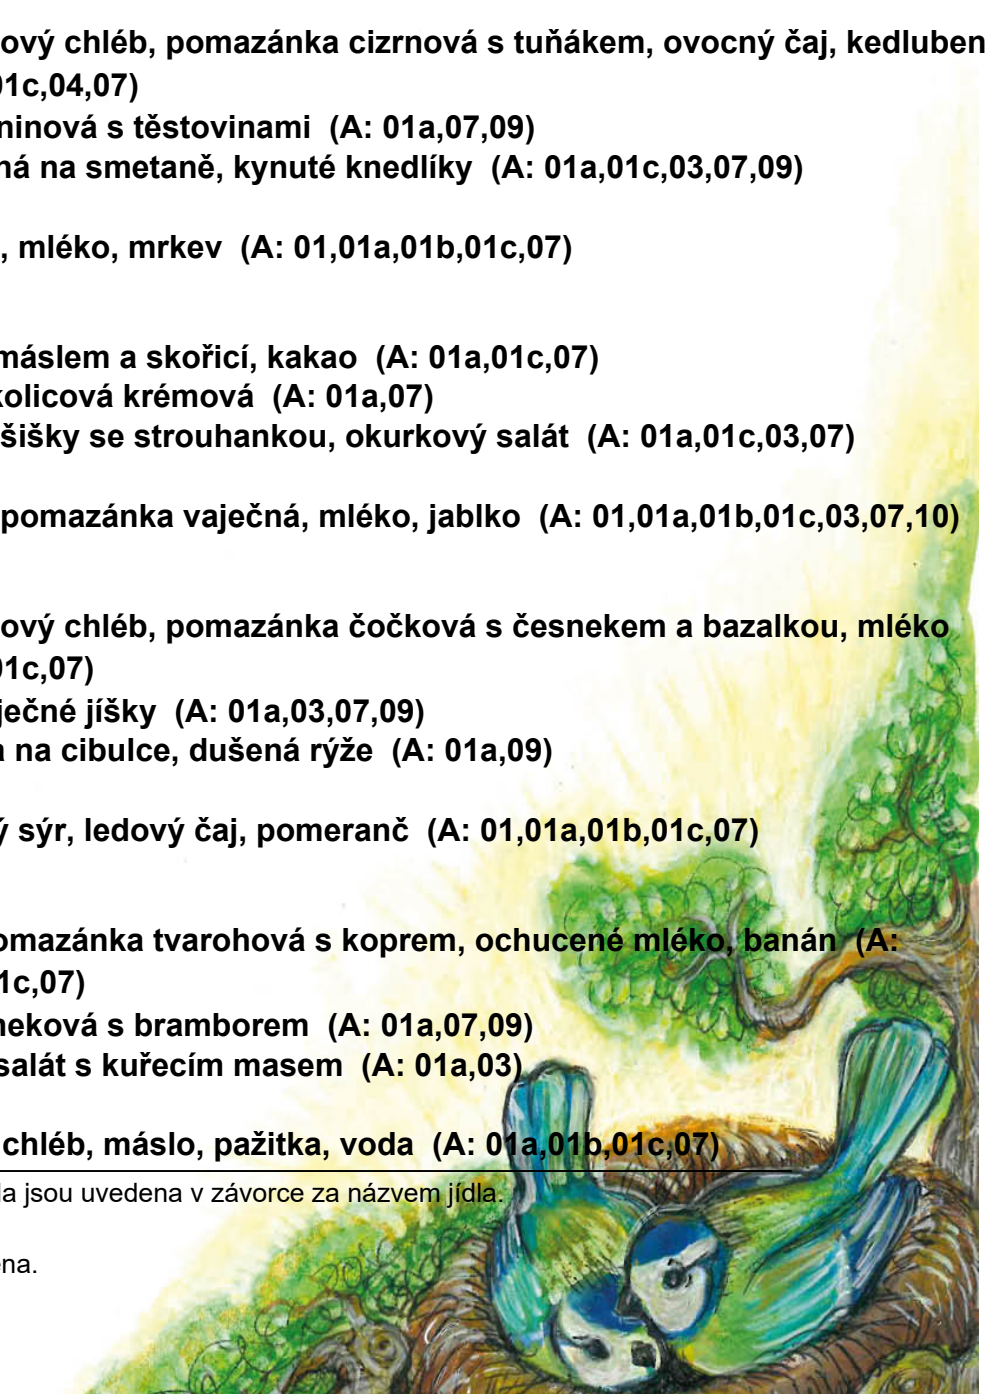 ový chléb, pomazánka cizrnová s tuňákem, ovocný čaj, kedluben
01c,04,07)
ninová s těstovinami (A: 01a,07,09)
ná na smetaně, kynuté knedlíky (A: 01a,01c,03,07,09)
, mléko, mrkev (A: 01,01a,01b,01c,07)
máslem a skořicí, kakao (A: 01a,01c,07)
kolicová krémová (A: 01a,07)
šišky se strouhankou, okurkový salát (A: 01a,01c,03,07)
pomazánka vaječná, mléko, jablko (A: 01,01a,01b,01c,03,07,10)
ový chléb, pomazánka čočková s česnekem a bazalkou, mléko
01c,07)
ječné jíšky (A: 01a,03,07,09)
a na cibulce, dušená rýže (A: 01a,09)
ý sýr, ledový čaj, pomeranč (A: 01,01a,01b,01c,07)
omazánka tvarohová s koprem, ochucené mléko, banán (A:
1c,07)
neková s bramborem (A: 01a,07,09)
salát s kuřecím masem (A: 01a,03)
chléb, máslo, pažitka, voda (A: 01a,01b,01c,07)
la jsou uvedena v závorce za názvem jídla.
ena.